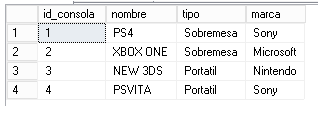 id_consola nombre tipo marca
1 1 PS4 Sobremesa Sony
2 2 XBOX ONE Sobremesa Microsoft
3 3 NEW 3DS Portatil Nintendo
4 4 PSVITA Portatil Sony